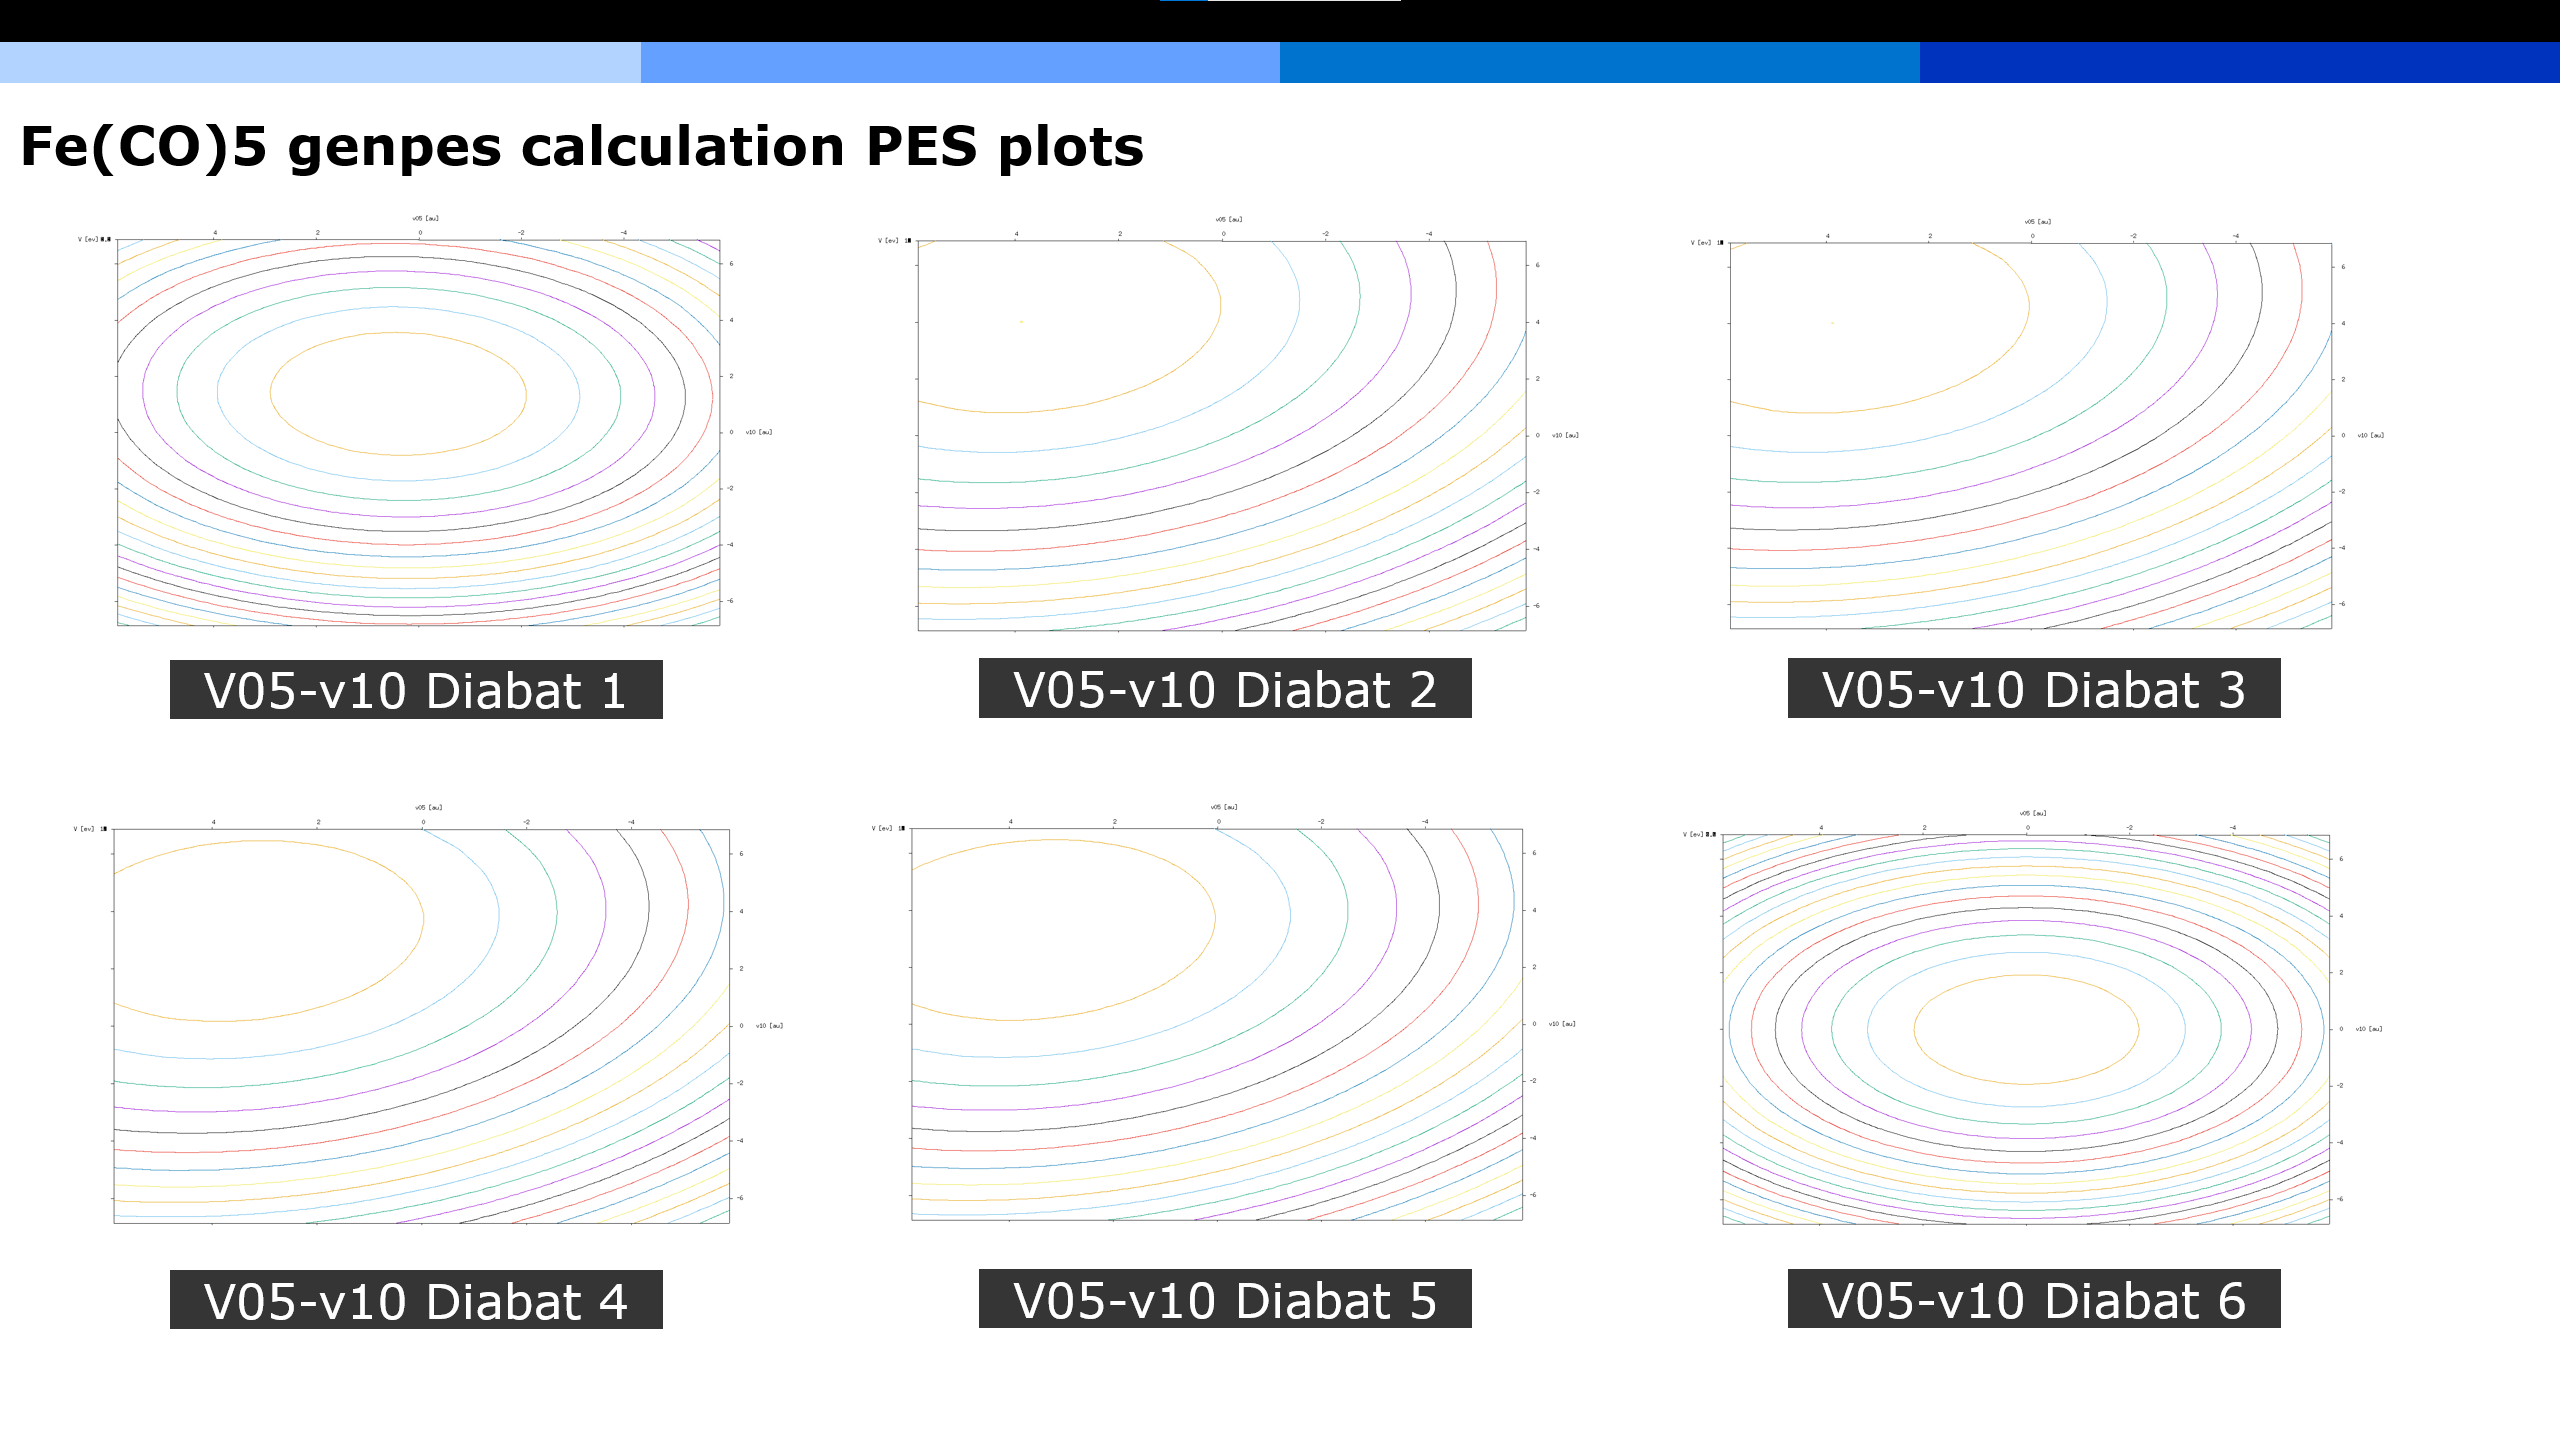 Fe(CO)5 genpes calculation PES plots
v05 [au]
V [ev]
4 2 0 -2 -4
6
4
2
0 v10 [au]
-2
-4
-6
V05-v10 Diabat 1
v05 [au]
V [ev]
4 2 0 -2 -4
6
4
2
0 v10 [au]
-2
-4
-6
V05-v10 Diabat 2
v05 [au]
V [ev]
4 2 0 -2 -4
6
4
2
0 v10 [au]
-2
-4
-6
V05-v10 Diabat 3
v05 [au]
V [ev]
4 2 0 -2 -4
6
4
2
0 v10 [au]
-2
-4
-6
V05-v10 Diabat 4
v05 [au]
V [ev]
4 2 0 -2 -4
6
4
2
0 v10 [au]
-2
-4
-6
V05-v10 Diabat 5
v05 [au]
V [ev]
4 2 0 -2 -4
6
4
2
0 v10 [au]
-2
-4
-6
V05-v10 Diabat 6